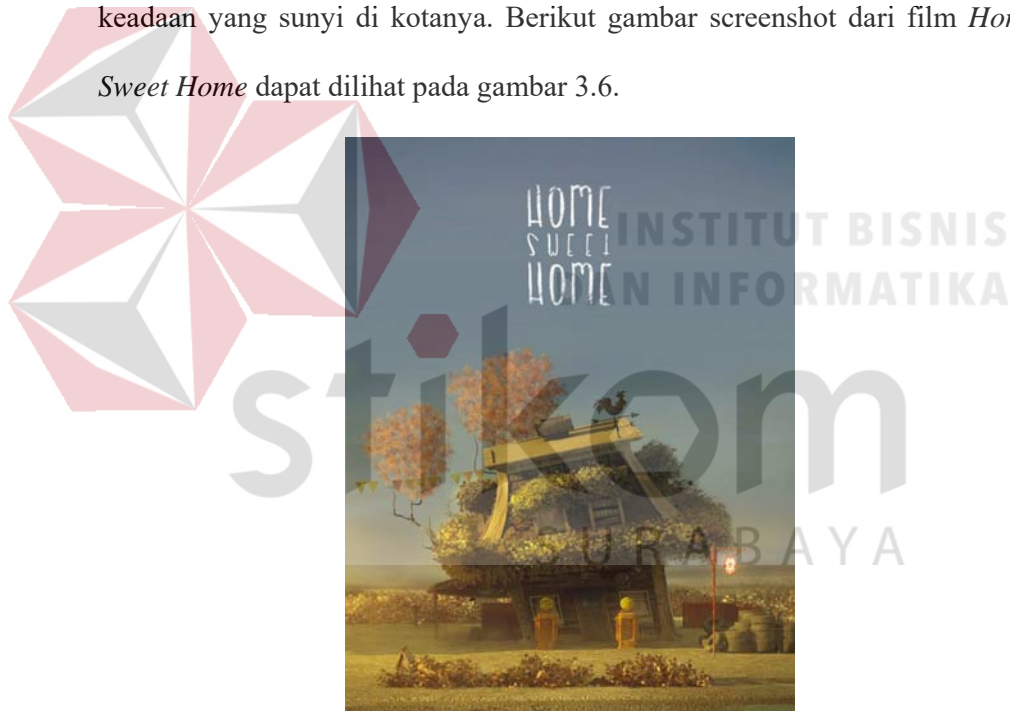 keadaan yang sunyi di kotanya. Berikut gambar screenshot dari film Hom
Sweet Home dapat dilihat pada gambar 3.6.
HOME
SWEET
HOME
INSTITUT BISNIS
DAN INFORMATIKA
stikom
SURABAYA